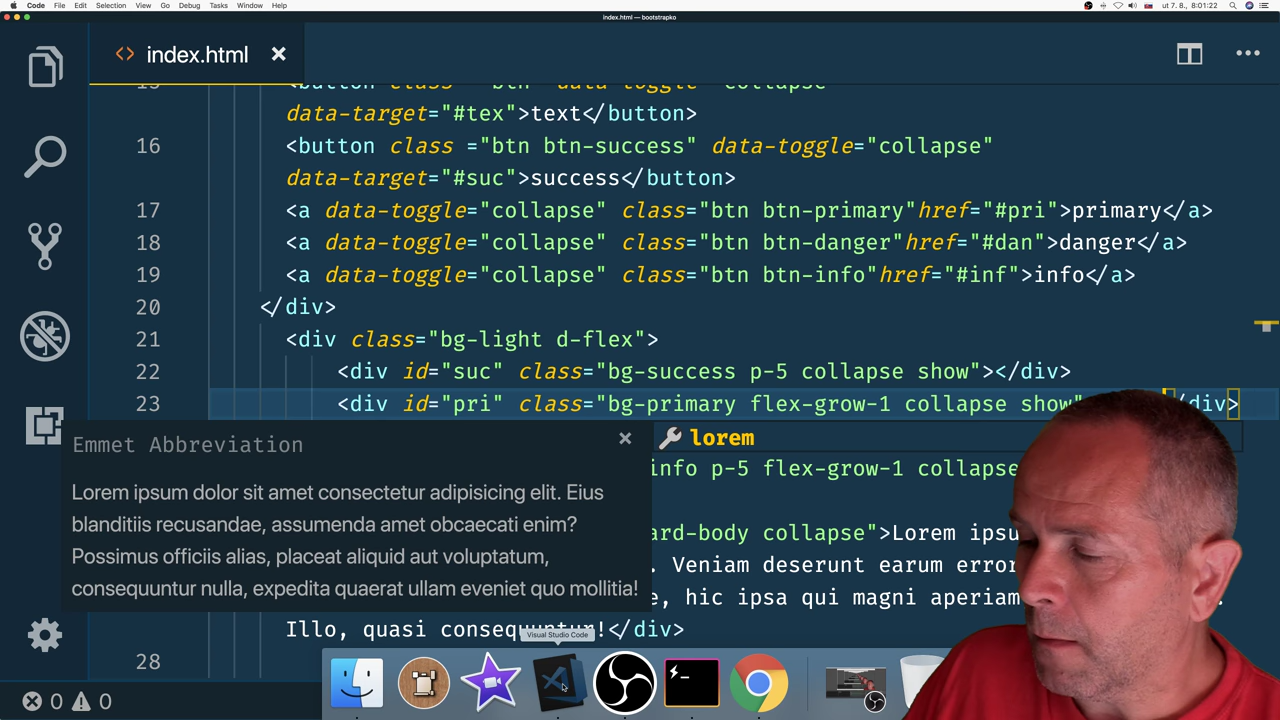 Code File Edit Selection View Go Debug Tasks Window Help
ut 7. 8., 8:01:22
index.html — bootstrapko
index.html
data-target="#tex">text</button>
16 <button class ="btn btn-success" data-toggle="collapse"
data-target="#suc">success</button>
17 <a data-toggle="collapse" class="btn btn-primary"href="#pri">primary</a>
18 <a data-toggle="collapse" class="btn btn-danger"href="#dan">danger</a>
19 <a data-toggle="collapse" class="btn btn-info"href="#inf">info</a>
20 </div>
21 <div class="bg-light d-flex">
22 <div id="suc" class="bg-success p-5 collapse show"></div>
23 <div id="pri" class="bg-primary flex-grow-1 collapse show" /div>
Emmet Abbreviation
lorem
Lorem ipsum dolor sit amet consectetur adipisicing elit. Eius
blanditiis recusandae, assumenda amet obcaecati enim?
Possimus officiis alias, placeat aliquid aut voluptatum,
consequuntur nulla, expedita quaerat ullam eveniet quo mollitia!
info p-5 flex-grow-1 collapse
ard-body collapse">Lorem ipsu
. Veniam deserunt earum error
e, hic ipsa qui magni aperiam
Illo, quasi consequuntur!</div>
Visual Studio Code
28
0 0